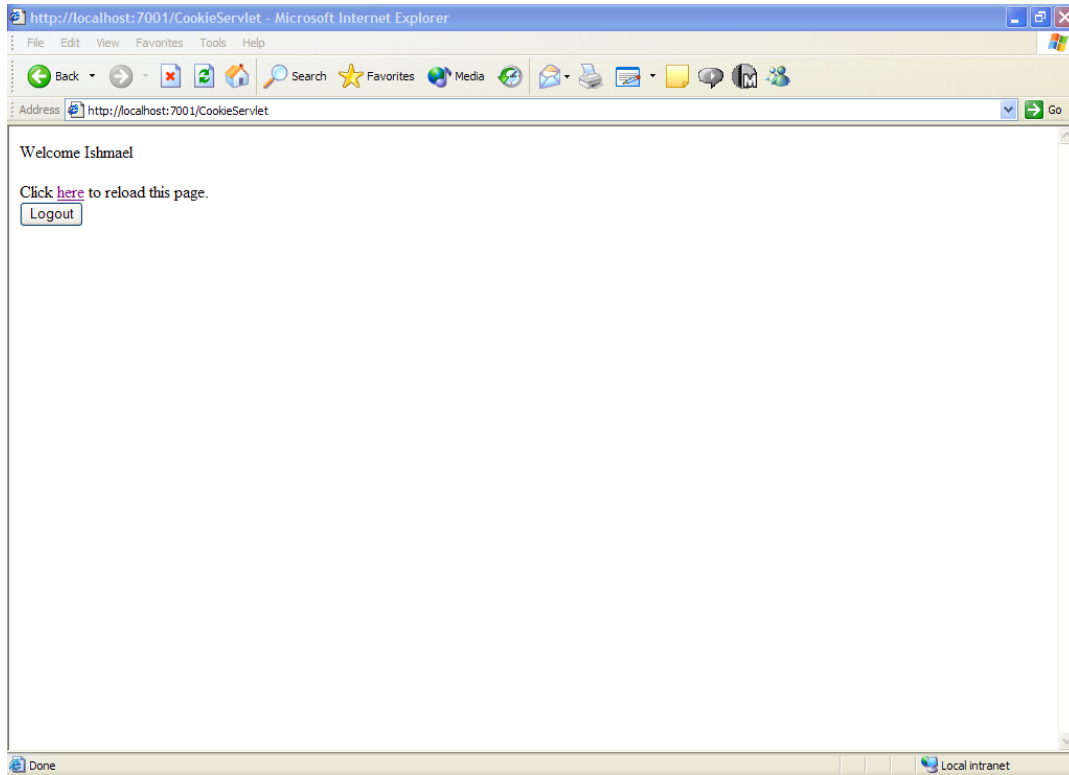 http://localhost:7001/CookieServlet - Microsoft Internet Explorer
File Edit View Favorites Tools Help
Back Search Favorites Media
Address http://localhost:7001/CookieServlet Go
Welcome Ishmael
Click here to reload this page.
Logout
Done Local intranet